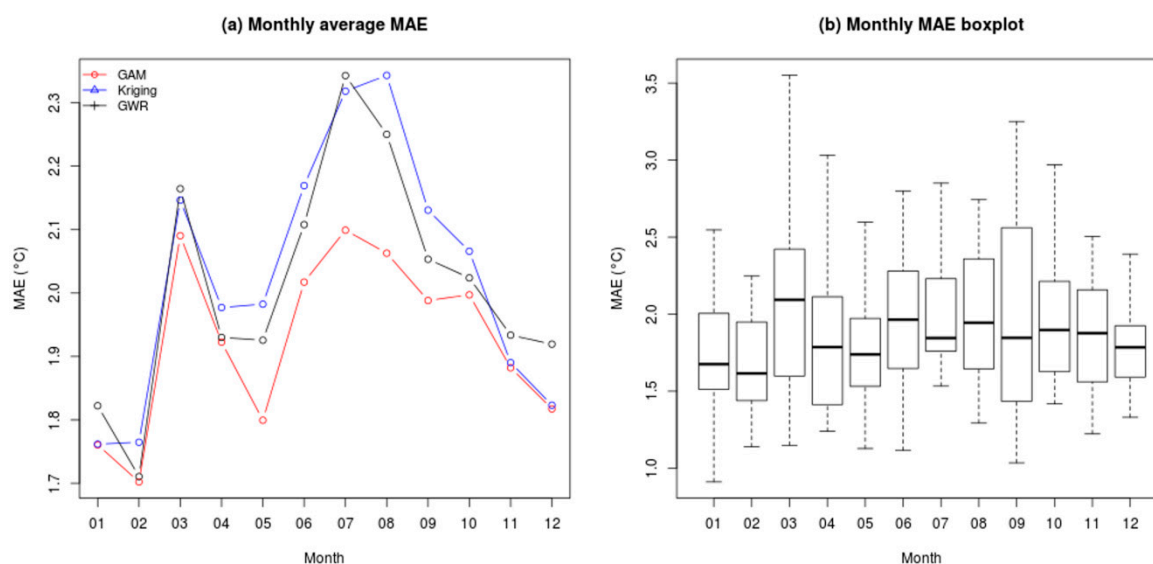 (a) Monthly average MAE
GAM
Kriging
GWR
MAE (°C)
2.3
2.2
2.1
2.0
1.9
1.8
1.7
01 02 03 04 05 06 07 08 09 10 11 12
Month
(b) Monthly MAE boxplot
MAE (°C)
3.5
3.0
2.5
2.0
1.5
1.0
01 02 03 04 05 06 07 08 09 10 11 12
Month